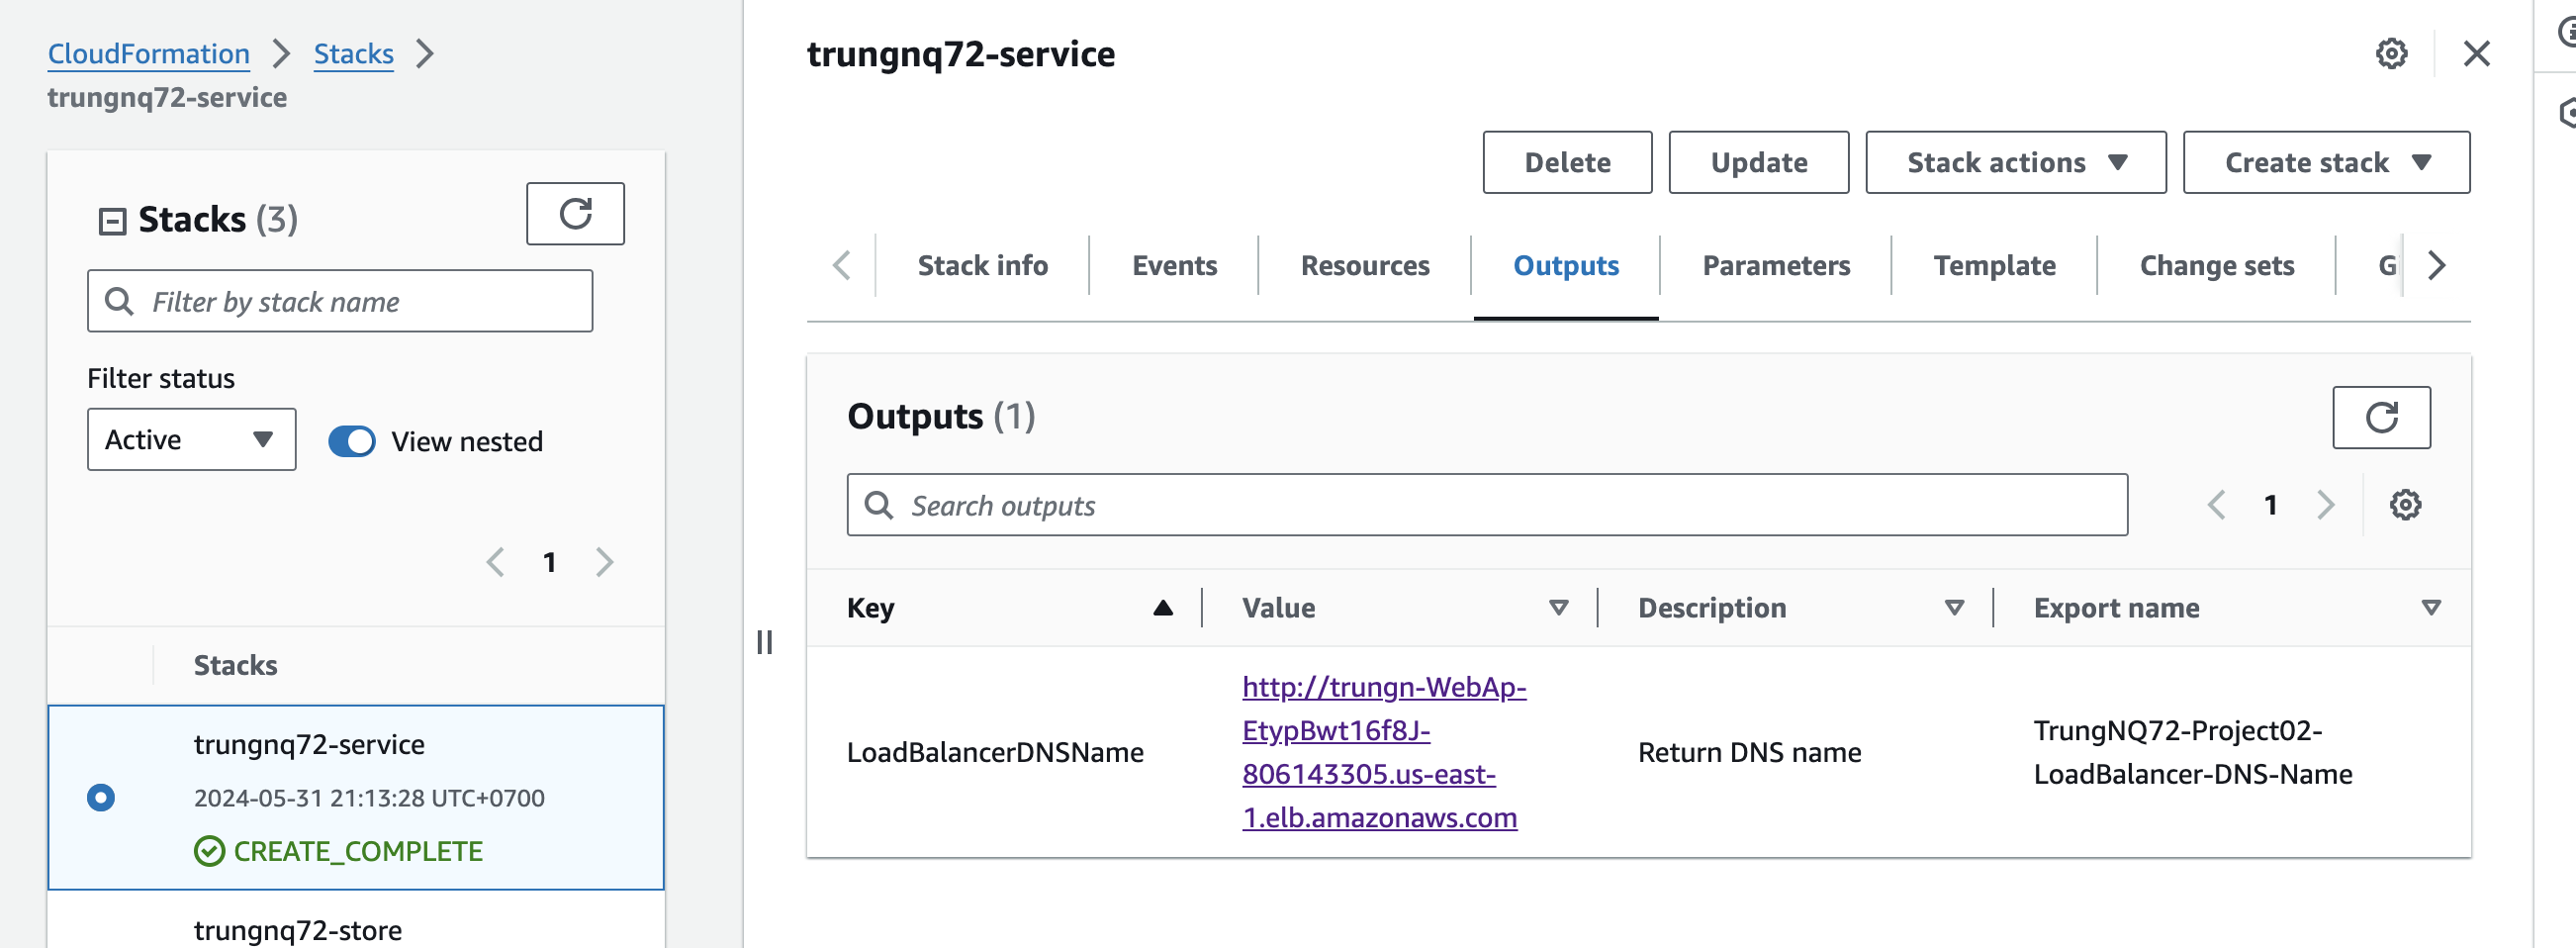 CloudFormation
Stacks
trungnq72-service
Stacks (3)
Filter by stack name
Filter status
Active
View nested
1
Stacks
trungnq72-service
2024-05-31 21:13:28 UTC+0700
CREATE_COMPLETE
trungnq72-store
trungnq72-service
Delete
Update
Stack actions
Create stack
Stack info
Events
Resources
Outputs
Parameters
Template
Change sets
Outputs (1)
Search outputs
1
Key
Value
Description
Export name
LoadBalancerDNSName
http://trungn-WebAp-
EtypBwt16f8J-
806143305.us-east-
1.elb.amazonaws.com
Return DNS name
TrungNQ72-Project02-
LoadBalancer-DNS-Name